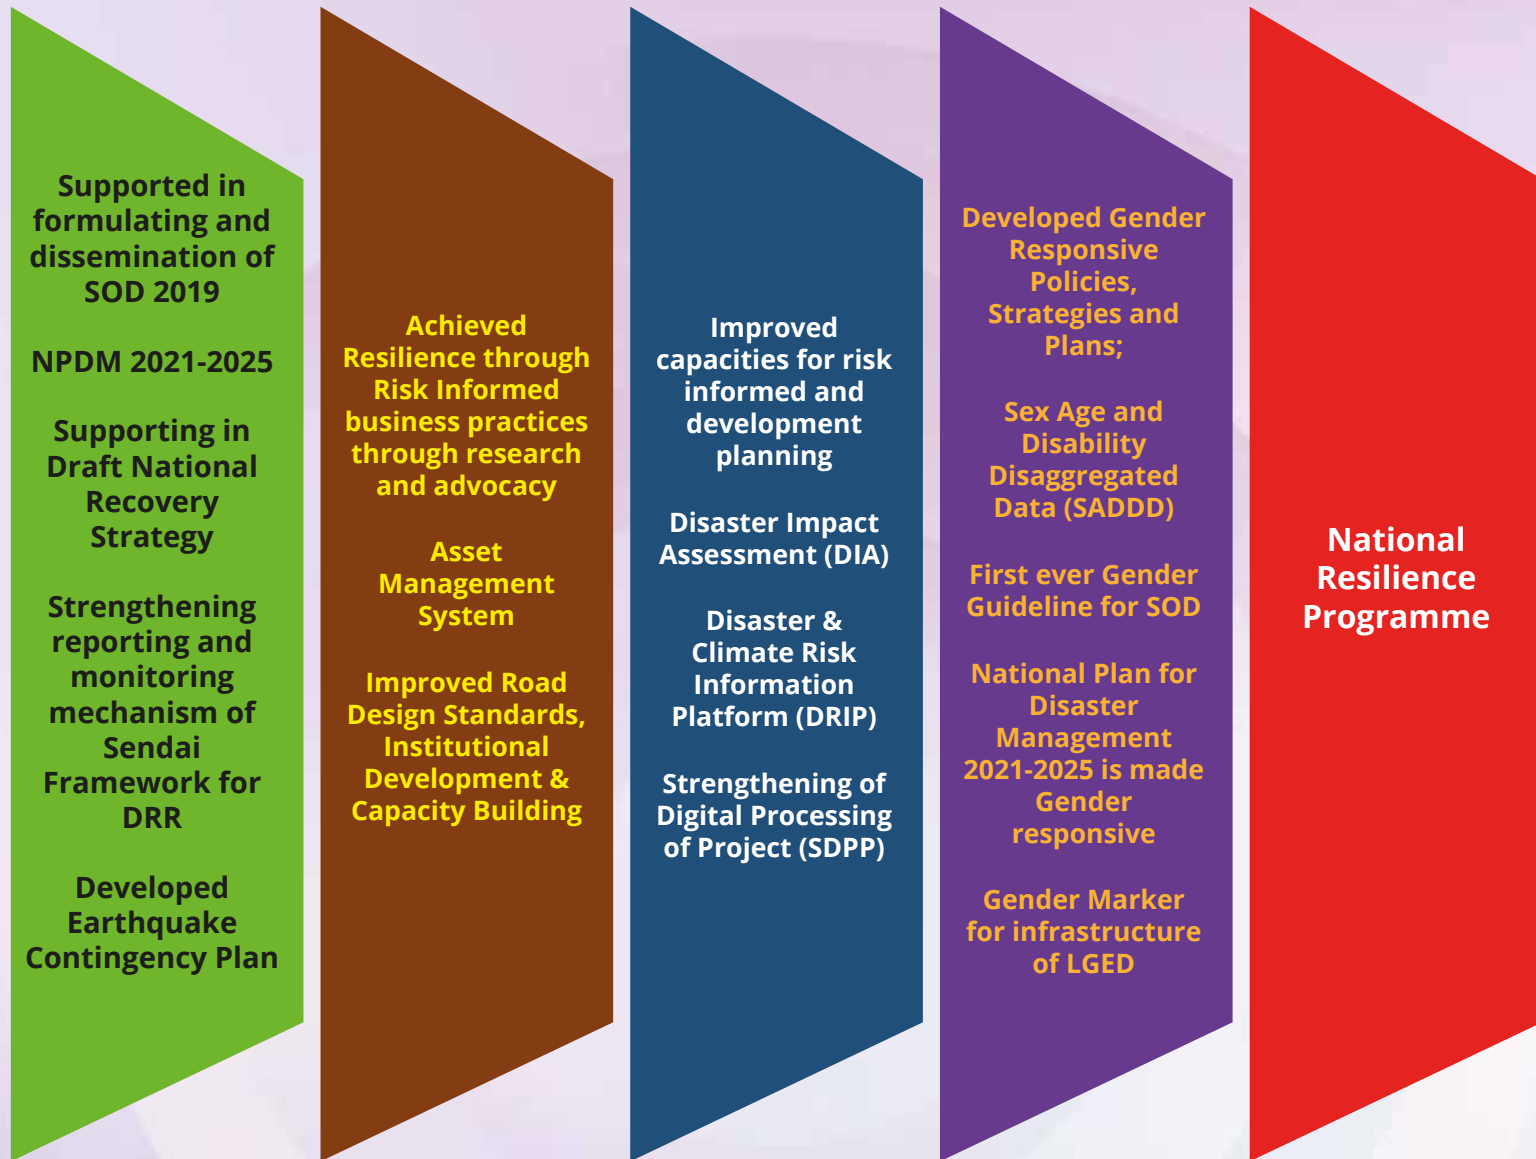 Supported in
formulating and
dissemination of
SOD 2019
NPDM 2021-2025
Supporting in
Draft National
Recovery
Strategy
Strengthening
reporting and
monitoring
mechanism of
Sendai
Framework for
DRR
Developed
Earthquake
Contingency Plan
Achieved
Resilience through
Risk Informed
business practices
through research
and advocacy
Asset
Management
System
Improved Road
Design Standards,
Institutional
Development &
Capacity Building
Improved
capacities for risk
informed and
development
planning
Disaster Impact
Assessment (DIA)
Disaster &
Climate Risk
Information
Platform (DRIP)
Strengthening of
Digital Processing
of Project (SDPP)
Developed Gender
Responsive
Policies,
Strategies and
Plans;
Sex Age and
Disability
Disaggregated
Data (SADDD)
First ever Gender
Guideline for SOD
National Plan for
Disaster
Management
2021-2025 is made
Gender
responsive
Gender Marker
for infrastructure
of LGED
National
Resilience
Programme